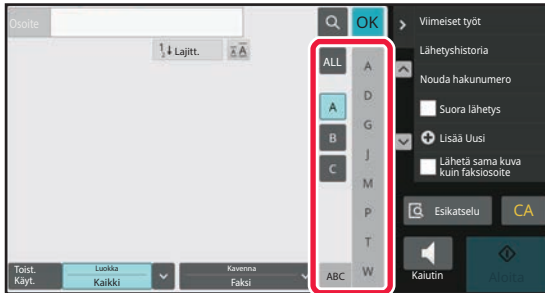 Osoite
OK
Lajitt.
ALL
A
B
C
ABC
A
D
G
J
M
P
T
W
Toist.
Käyt.
Luokka
Kaikki
Kavenna
Faksi
Viimeiset työt
Lähetyshistoria
Nouda hakunumero
Suora lähetys
Lisää Uusi
Lähetä sama kuva
kuin faksiosoite
Esikatselu
CA
Kaiutin
Aloita